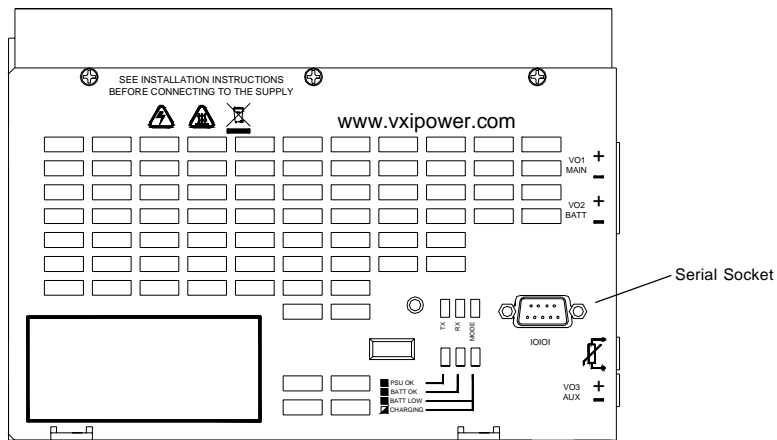 SEE INSTALLATION INSTRUCTIONS
BEFORE CONNECTING TO THE SUPPLY
www.vxipower.com
VO1
MAIN
+
-
VO2
BATT
+
-
Serial Socket
TX
RX
MODE
IOIOI
PSU OK
BATT OK
BATT LOW
CHARGING
VO3
AUX
+
-